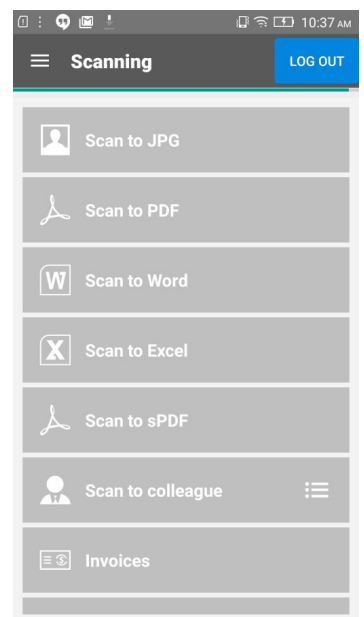 10:37 AM
Scanning
LOG OUT
Scan to JPG
Scan to PDF
Scan to Word
Scan to Excel
Scan to sPDF
Scan to colleague
Invoices